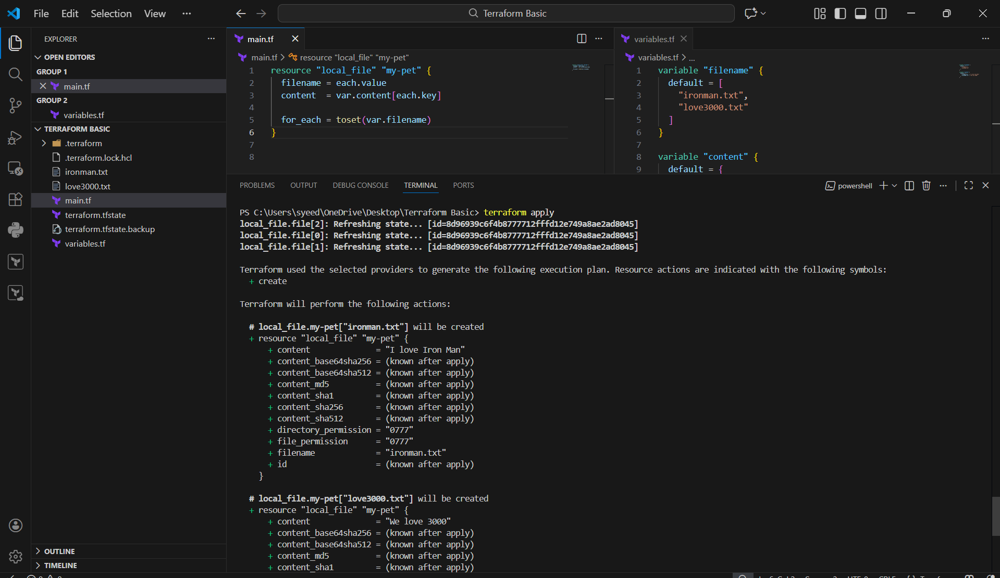 File Edit Selection View ···
Terraform Basic
EXPLORER
OPEN EDITORS
GROUP 1
main.tf
GROUP 2
variables.tf
TERRAFORM BASIC
.terraform
.terraform.lock.hcl
ironman.txt
love3000.txt
main.tf
terraform.tfstate
terraform.tfstate.backup
variables.tf
OUTLINE
TIMELINE
main.tf
main.tf > resource "local_file" "my-pet"
1 resource "local_file" "my-pet" {
2 filename = each.value
3 content  = var.content[each.key]
4
5 for_each = toset(var.filename)
6 }
7
8
variables.tf
variables.tf > ...
1 variable "filename" {
2 default = [
3 "ironman.txt",
4 "love3000.txt"
5 ]
6 }
7
8 variable "content" {
9 default = {
PROBLEMS OUTPUT DEBUG CONSOLE TERMINAL PORTS
powershell
PS C:\Users\syeed\OneDrive\Desktop\Terraform Basic> terraform apply
local_file.file[2]: Refreshing state... [id=8d96939c6f4b8777712fffd12e749a8ae2ad8045]
local_file.file[0]: Refreshing state... [id=8d96939c6f4b8777712fffd12e749a8ae2ad8045]
local_file.file[1]: Refreshing state... [id=8d96939c6f4b8777712fffd12e749a8ae2ad8045]
Terraform used the selected providers to generate the following execution plan. Resource actions are indicated with the following symbols:
+ create
Terraform will perform the following actions:
# local_file.my-pet["ironman.txt"] will be created
+ resource "local_file" "my-pet" {
+ content              = "I love Iron Man"
+ content_base64sha256 = (known after apply)
+ content_base64sha512 = (known after apply)
+ content_md5          = (known after apply)
+ content_sha1         = (known after apply)
+ content_sha256       = (known after apply)
+ content_sha512       = (known after apply)
+ directory_permission = "0777"
+ file_permission      = "0777"
+ filename             = "ironman.txt"
+ id                   = (known after apply)
}
# local_file.my-pet["love3000.txt"] will be created
+ resource "local_file" "my-pet" {
+ content              = "We love 3000"
+ content_base64sha256 = (known after apply)
+ content_base64sha512 = (known after apply)
+ content_md5          = (known after apply)
+ content_sha1         = (known after apply)